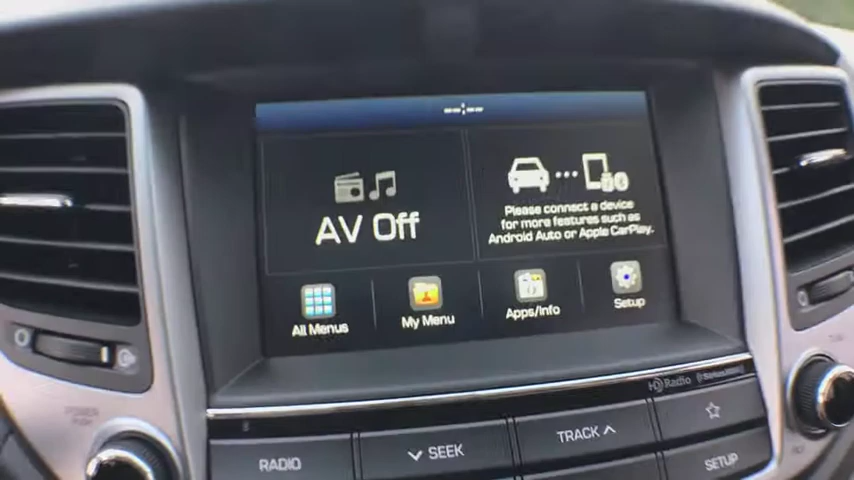 --:--
AV Off
Please connect a device
for more features such as
Android Auto or Apple CarPlay.
All Menus
My Menu
Apps/Info
Setup
HD Radio
POWER
PUSH
RADIO
SEEK
TRACK
SETUP